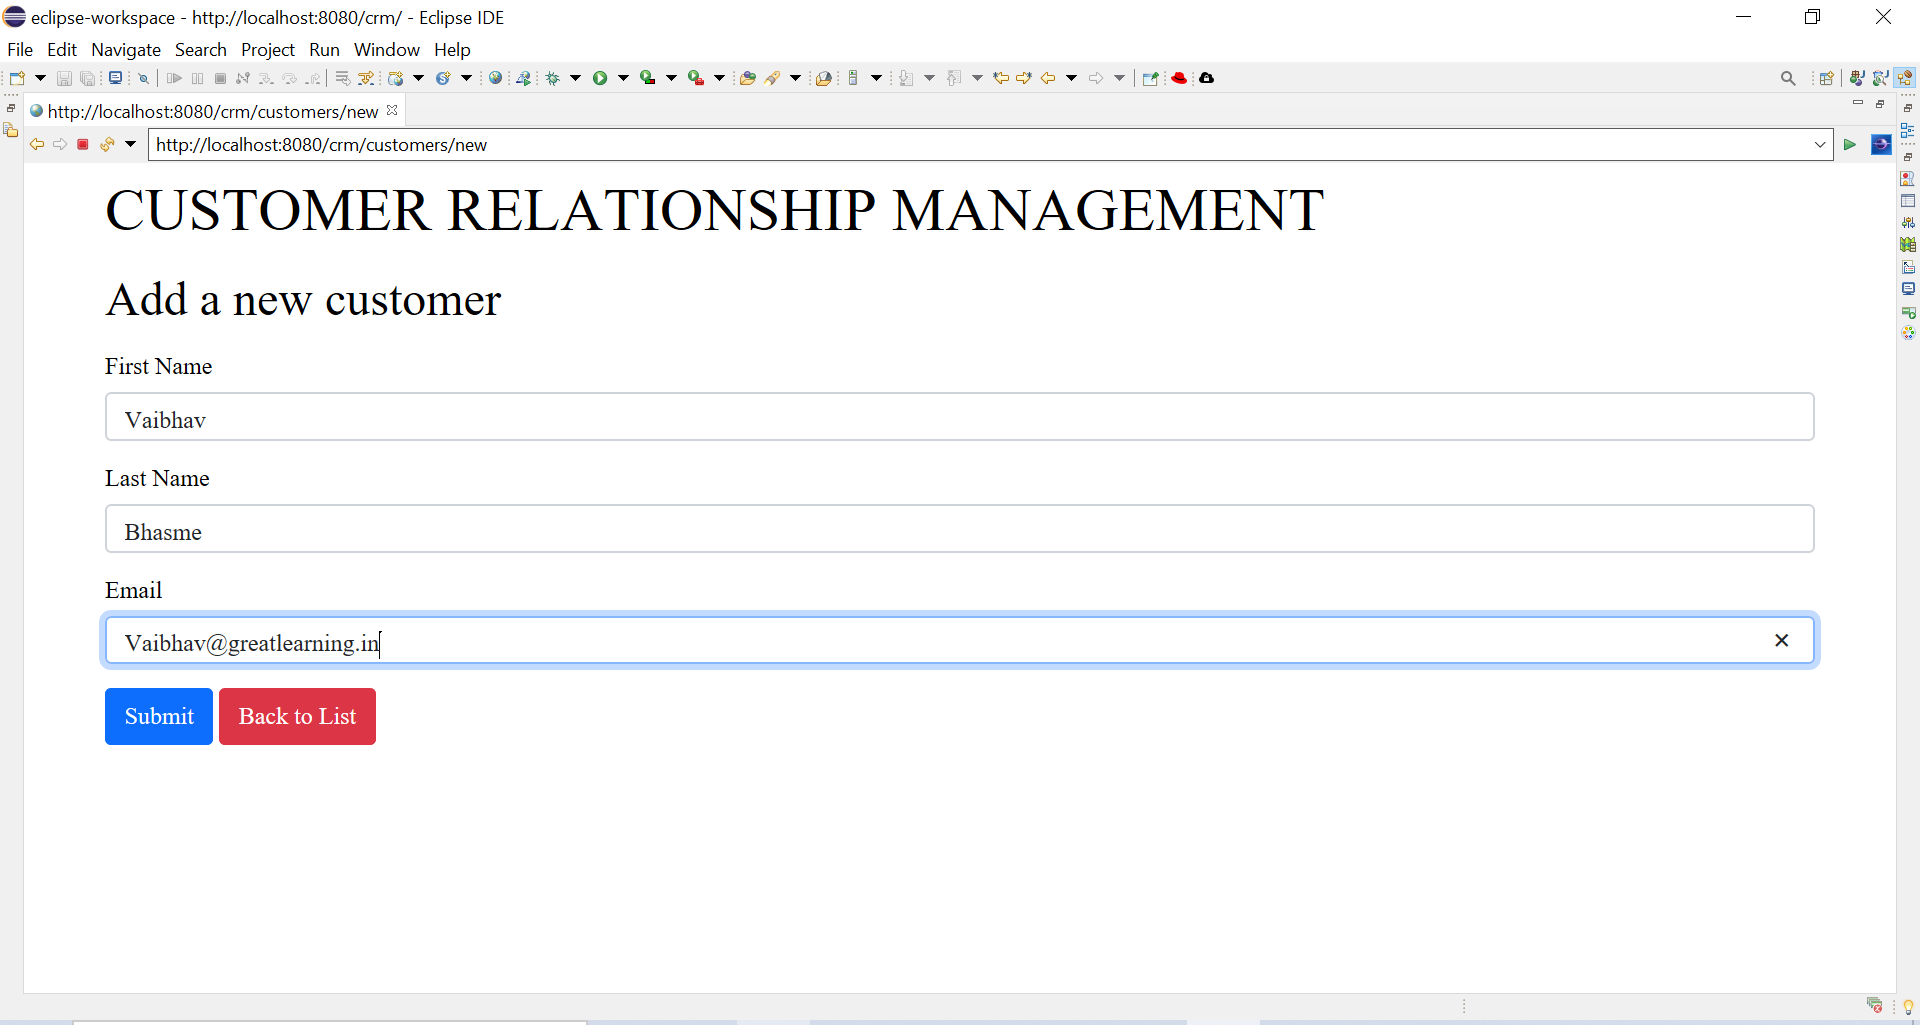 eclipse-workspace - http://localhost:8080/crm/ - Eclipse IDE
File Edit Navigate Search Project Run Window Help
http://localhost:8080/crm/customers/new
http://localhost:8080/crm/customers/new
CUSTOMER RELATIONSHIP MANAGEMENT
Add a new customer
First Name
Vaibhav
Last Name
Bhasme
Email
Vaibhav@greatlearning.in
Submit Back to List